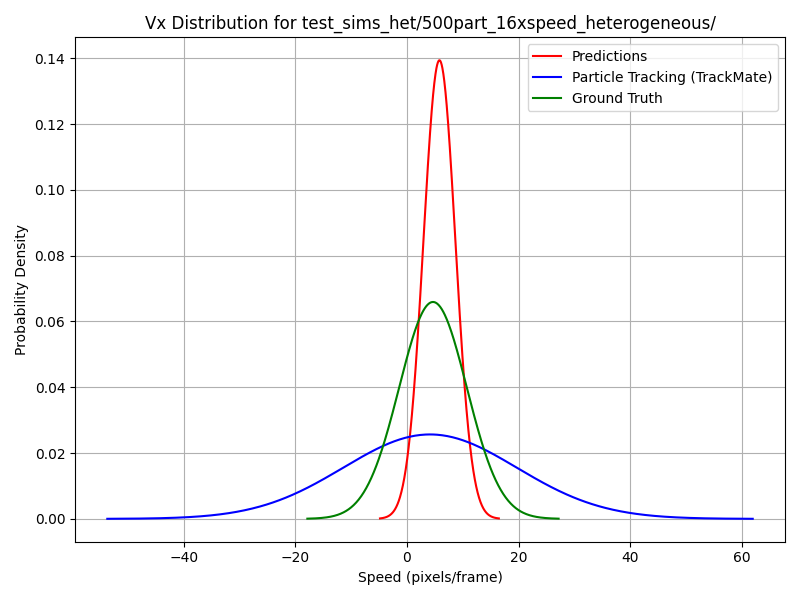 Vx Distribution for test_sims_het/500part_16xspeed_heterogeneous/
Predictions
Particle Tracking (TrackMate)
Ground Truth
Probability Density
0.14
0.12
0.10
0.08
0.06
0.04
0.02
0.00
−40
−20
0
20
40
60
Speed (pixels/frame)